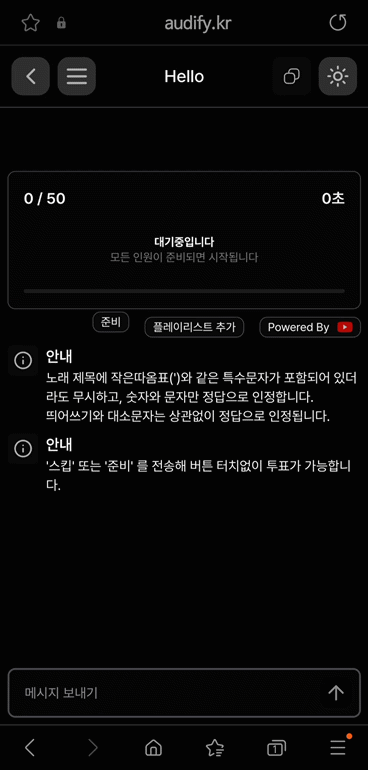 audify.kr
Hello
0 / 50
0초
대기중입니다
모든 인원이 준비되면 시작됩니다
준비
플레이리스트 추가
Powered By
안내
노래 제목에 작은따옴표(')와 같은 특수문자가 포함되어 있더
라도 무시하고, 숫자와 문자만 정답으로 인정합니다.
띄어쓰기와 대소문자는 상관없이 정답으로 인정됩니다.
안내
'스킵' 또는 '준비' 를 전송해 버튼 터치없이 투표가 가능합니
다.
메시지 보내기
1